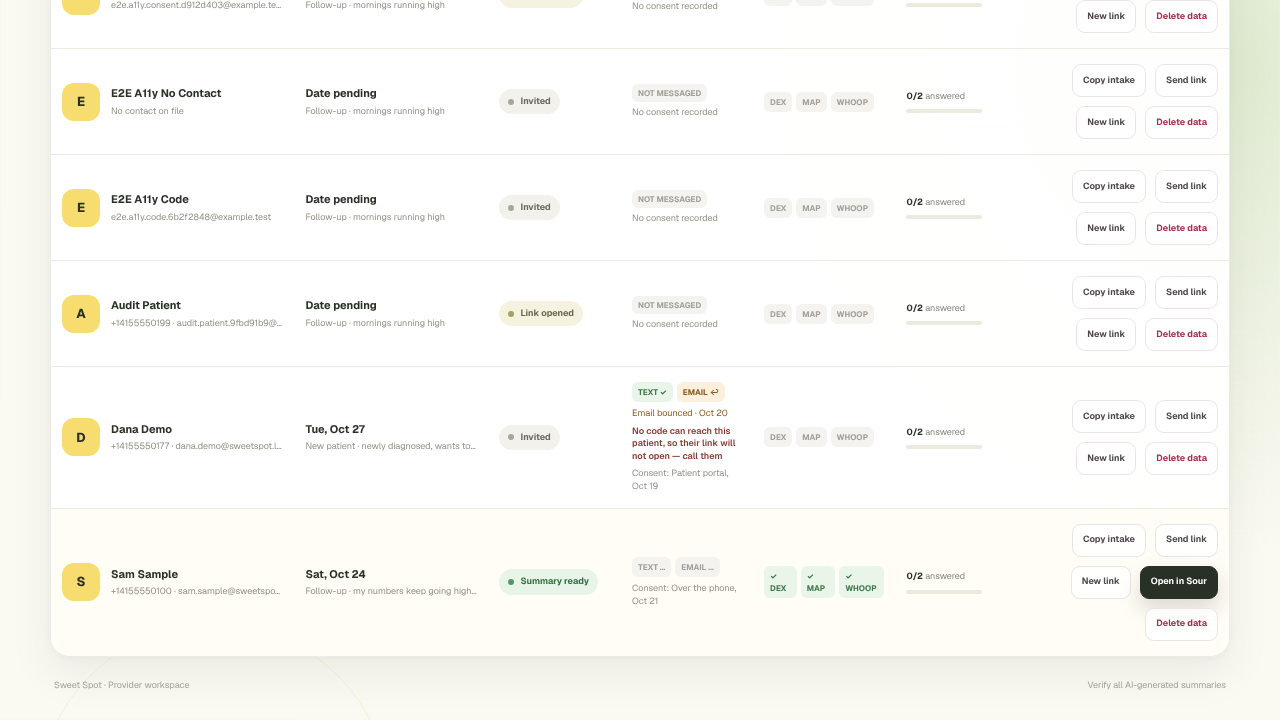 e2e.a11y.consent.d912d403@example.te…
Follow-up · mornings running high
No consent recorded
New link
Delete data
E
E2E A11y No Contact
No contact on file
Date pending
Follow-up · mornings running high
Invited
NOT MESSAGED
No consent recorded
DEX
MAP
WHOOP
0/2 answered
Copy intake
Send link
New link
Delete data
E
E2E A11y Code
e2e.a11y.code.6b2f2848@example.test
Date pending
Follow-up · mornings running high
Invited
NOT MESSAGED
No consent recorded
DEX
MAP
WHOOP
0/2 answered
Copy intake
Send link
New link
Delete data
A
Audit Patient
+14155550199 · audit.patient.9fbd91b9@…
Date pending
Follow-up · mornings running high
Link opened
NOT MESSAGED
No consent recorded
DEX
MAP
WHOOP
0/2 answered
Copy intake
Send link
New link
Delete data
D
Dana Demo
+14155550177 · dana.demo@sweetspot.l…
Tue, Oct 27
New patient · newly diagnosed, wants to…
Invited
TEXT ✓
EMAIL ↩
Email bounced · Oct 20
No code can reach this
patient, so their link will
not open — call them
Consent: Patient portal,
Oct 19
DEX
MAP
WHOOP
0/2 answered
Copy intake
Send link
New link
Delete data
S
Sam Sample
+14155550100 · sam.sample@sweetspo…
Sat, Oct 24
Follow-up · my numbers keep going high…
Summary ready
TEXT …
EMAIL …
Consent: Over the phone,
Oct 21
✓
DEX
✓
MAP
✓
WHOOP
0/2 answered
Copy intake
Send link
New link
Open in Sour
Delete data
Sweet Spot · Provider workspace
Verify all AI-generated summaries